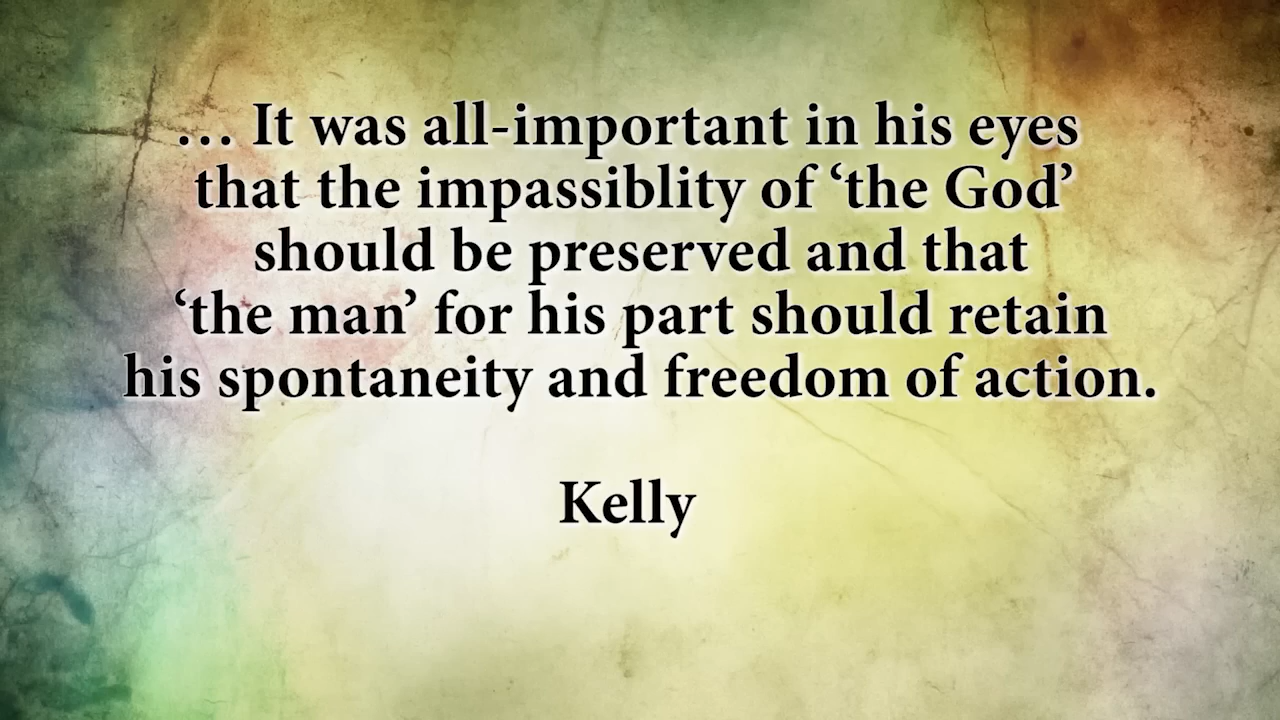 … It was all-important in his eyes
that the impassiblity of ‘the God’
should be preserved and that
‘the man’ for his part should retain
his spontaneity and freedom of action.
Kelly